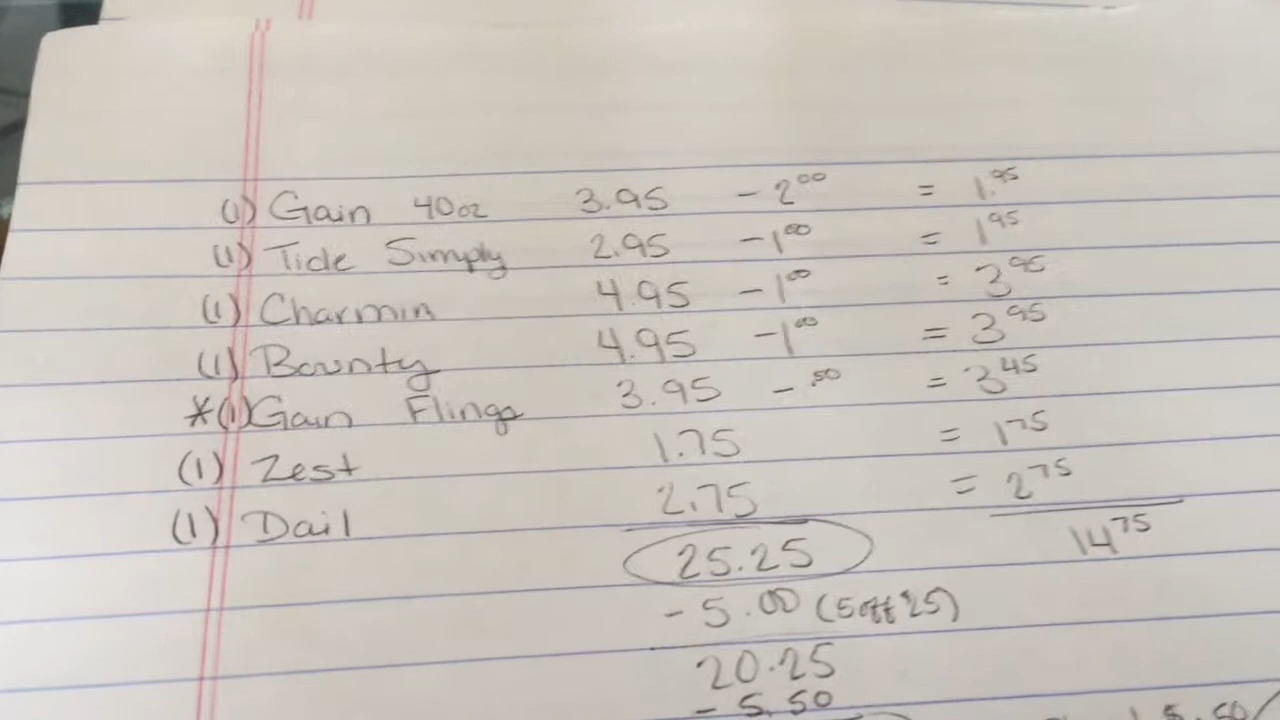 (1) Gain 40oz 3.95 - 2.00 = 1.95
(1) Tide Simply 2.95 - 1.00 = 1.95
(1) Charmin 4.95 - 1.00 = 3.95
(1) Bounty 4.95 - 1.00 = 3.95
*(1) Gain Flings 3.95 - .50 = 3.45
(1) Zest 1.75 = 1.75
(1) Dail 2.75 = 2.75
25.25 14.75
- 5.00 (5 off 25)
20.25
- 5.50 5.50